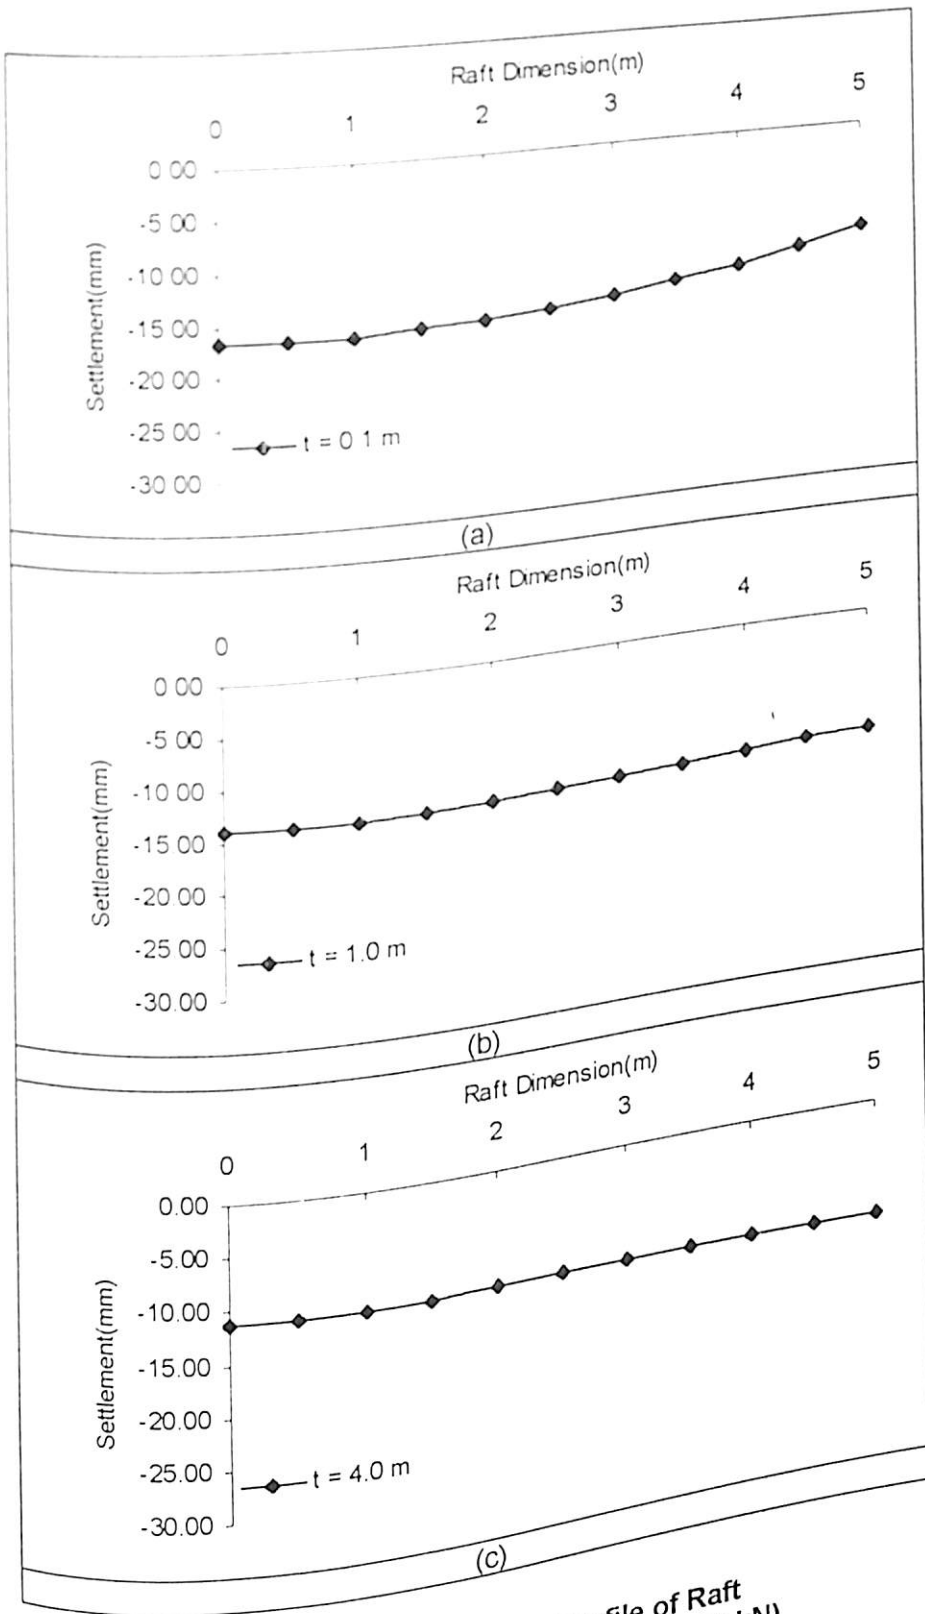 Raft Dimension(m)
0 1 2 3 4 5
0 00
-5 00
-10 00
-15 00
-20 00
-25 00
-30 00
Settlement(mm)
t = 0 1 m
(a)
Raft Dimension(m)
0 1 2 3 4 5
0 00
-5 00
-10 00
-15 00
-20 00
-25 00
-30.00
Settlement(mm)
t = 1.0 m
(b)
Raft Dimension(m)
0 1 2 3 4 5
0.00
-5.00
-10.00
-15.00
-20.00
-25.00
-30.00
Settlement(mm)
t = 4.0 m
(c)
of Raft